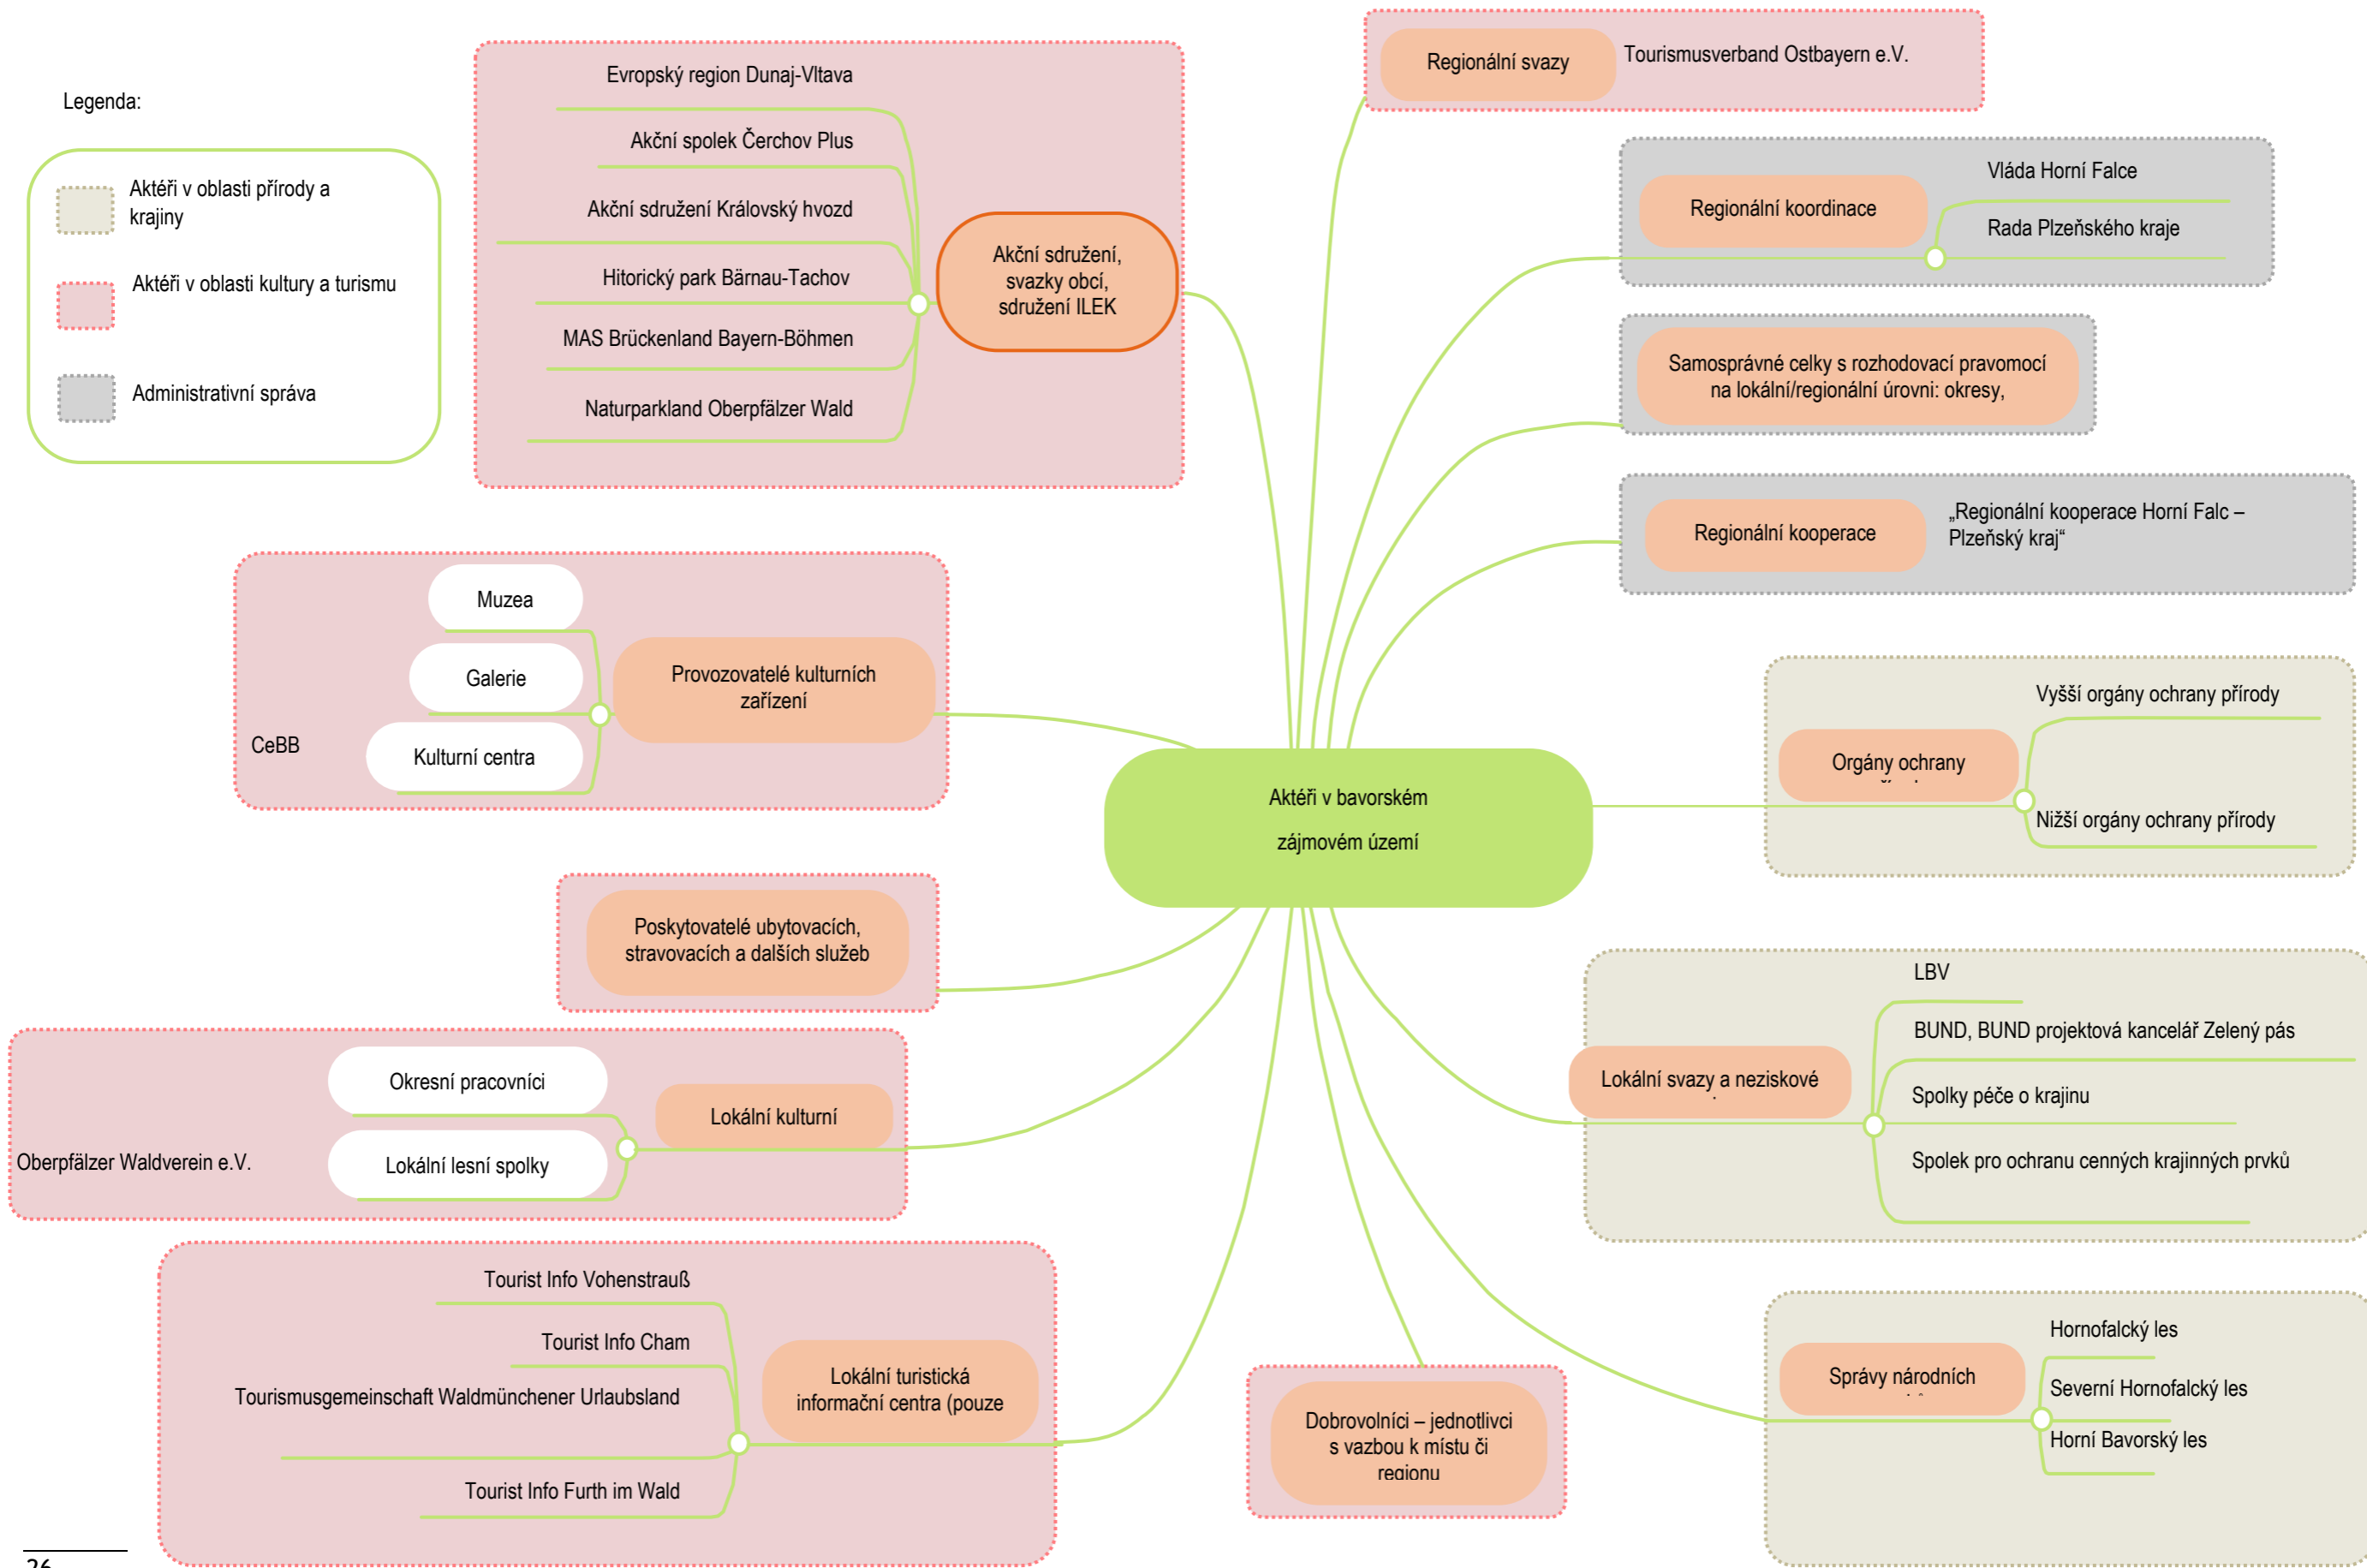 Legenda:
Aktéři v oblasti přírody a
krajiny
Aktéři v oblasti kultury a turismu
Administrativní správa
Evropský region Dunaj-Vltava
Akční spolek Čerchov Plus
Akční sdružení Královský hvozd
Hitorický park Bärnau-Tachov
MAS Brückenland Bayern-Böhmen
Naturparkland Oberpfälzer Wald
Akční sdružení,
svazky obcí,
sdružení ILEK
Regionální svazy
Tourismusverband Ostbayern e.V.
Regionální koordinace
Vláda Horní Falce
Rada Plzeňského kraje
Samosprávné celky s rozhodovací pravomocí
na lokální/regionální úrovni: okresy,
Regionální kooperace
„Regionální kooperace Horní Falc –
Plzeňský kraj“
Muzea
Galerie
Kulturní centra
CeBB
Provozovatelé kulturních
zařízení
Aktéři v bavorském
zájmovém území
Orgány ochrany
Vyšší orgány ochrany přírody
Nižší orgány ochrany přírody
Poskytovatelé ubytovacích,
stravovacích a dalších služeb
Okresní pracovníci
Lokální lesní spolky
Oberpfälzer Waldverein e.V.
Lokální kulturní
Lokální svazy a neziskové
LBV
BUND, BUND projektová kancelář Zelený pás
Spolky péče o krajinu
Spolek pro ochranu cenných krajinných prvků
Tourist Info Vohenstrauß
Tourist Info Cham
Tourismusgemeinschaft Waldmünchener Urlaubsland
Tourist Info Furth im Wald
Lokální turistická
informační centra (pouze
Dobrovolníci – jednotlivci
s vazbou k místu či
regionu
Správy národních
Hornofalcký les
Severní Hornofalcký les
Horní Bavorský les
26